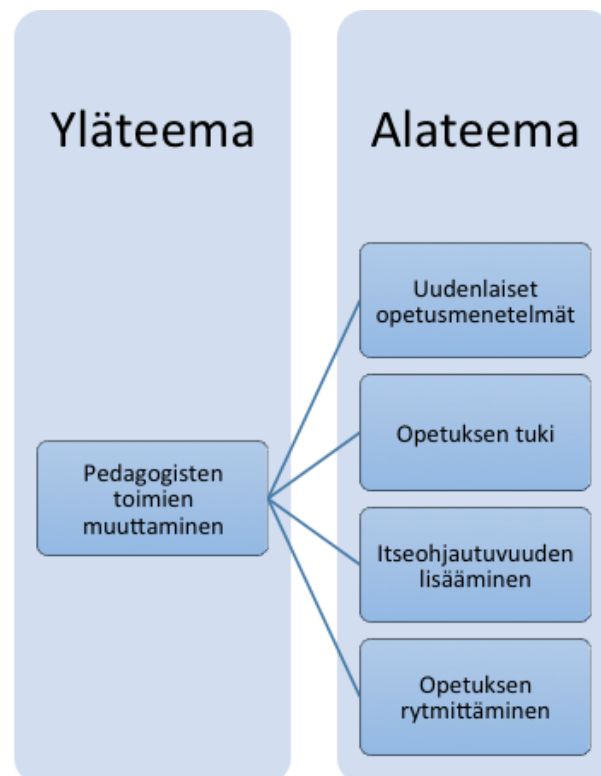 Yläteema
Alateema
Pedagogisten
toimien
muuttaminen
Uudenlaiset
opetusmenetelmät
Opetuksen tuki
Itseohjautuvuuden
lisääminen
Opetuksen
rytmittäminen